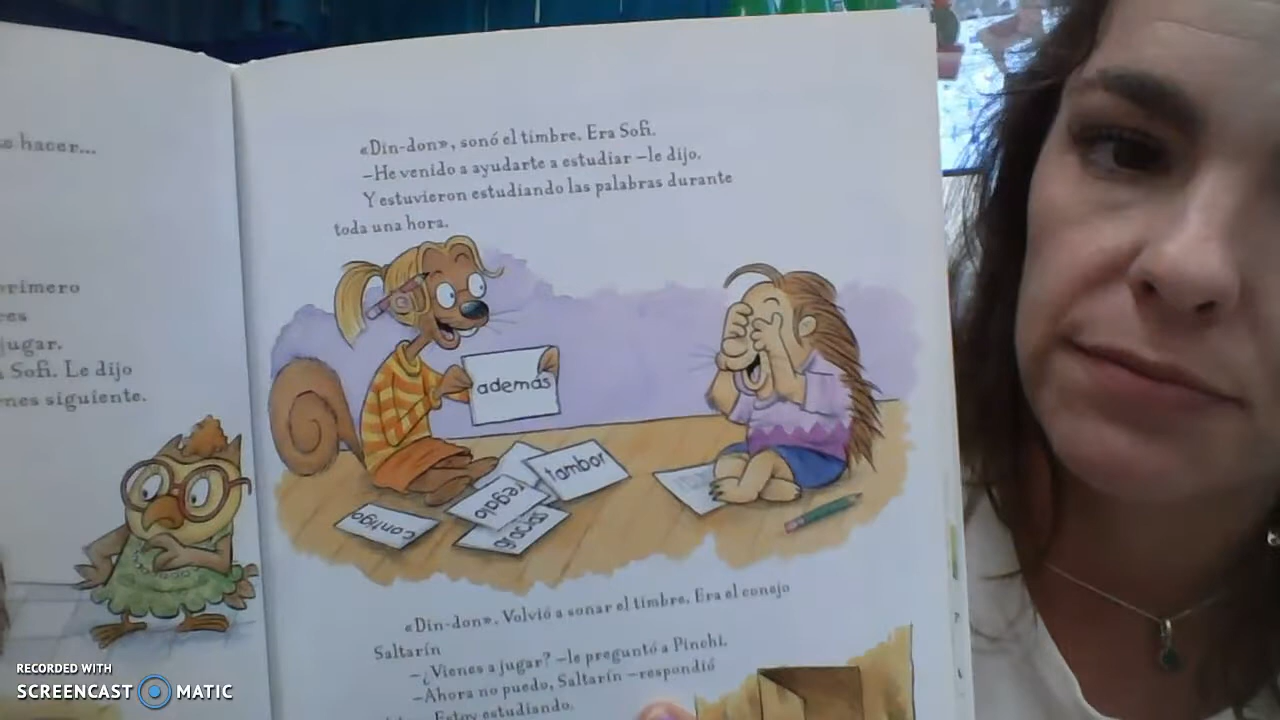 hacer...
primero
jugar.
Sofi. Le dijo
siguiente.
«Din-don», sonó el timbre. Era Sofi.
–He venido a ayudarte a estudiar –le dijo.
Y estuvieron estudiando las palabras durante
toda una hora.
además
tambor
regalo
gracias
contigo
«Din-don». Volvió a sonar el timbre. Era el conejo
Saltarín
–¿Vienes a jugar? –le preguntó a Pinchi.
–Ahora no puedo, Saltarín –respondió
Estoy estudiando.
RECORDED WITH
SCREENCAST MATIC